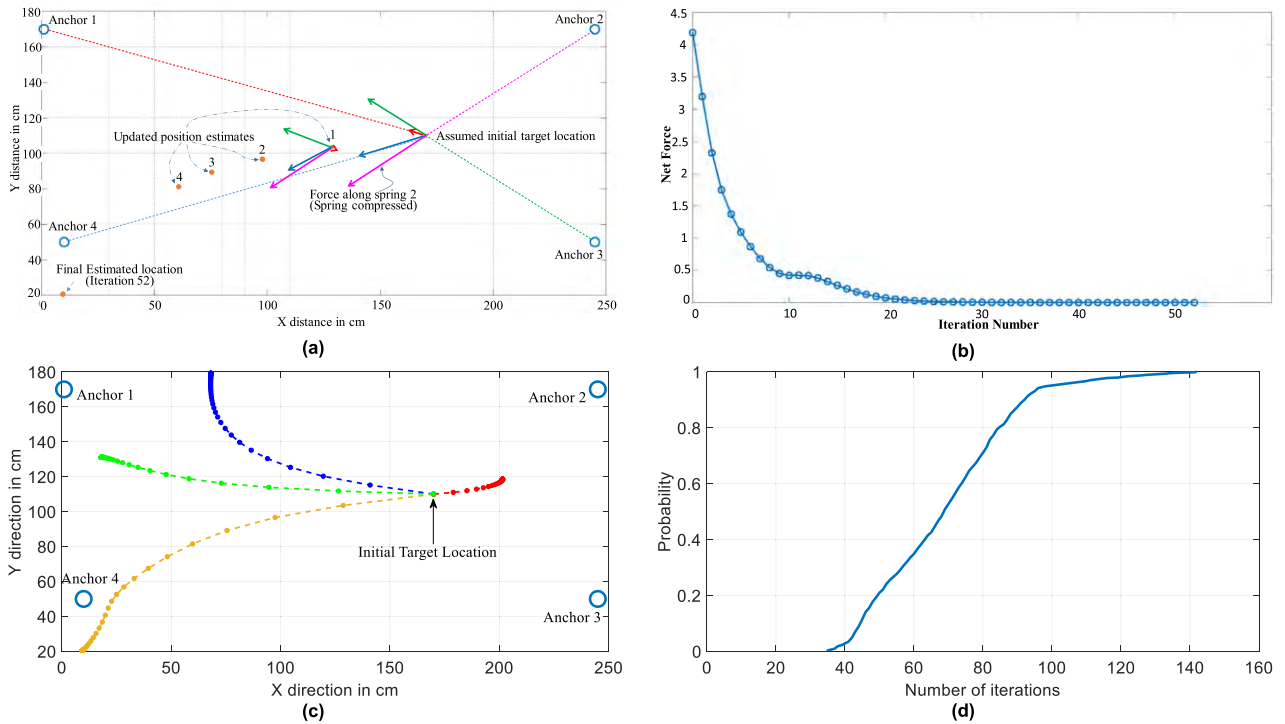 180
160
140
120
100
80
60
40
20
Y distance in cm
Anchor 1
Anchor 2
Updated position estimates
1
2
3
4
Assumed initial target location
Force along spring 2
(Spring compressed)
Anchor 4
Anchor 3
Final Estimated location
(Iteration 52)
0 50 100 150 200 250
X distance in cm
(a)
4.5
4
3.5
3
2.5
2
1.5
1
0.5
0
Net Force
0 10 20 30 40 50
Iteration Number
(b)
180
160
140
120
100
80
60
40
20
Y direction in cm
Anchor 1
Anchor 2
Initial Target Location
Anchor 4
Anchor 3
0 50 100 150 200 250
X direction in cm
(c)
1
0.8
0.6
0.4
0.2
0
Probability
0 20 40 60 80 100 120 140 160
Number of iterations
(d)